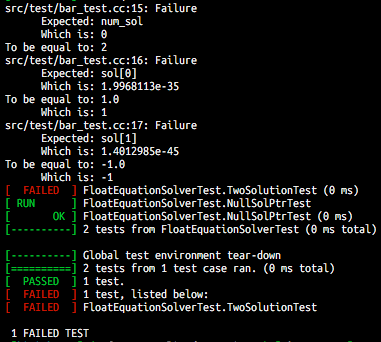 src/test/bar_test.cc:15: Failure
Expected: num_sol
Which is: 0
To be equal to: 2
src/test/bar_test.cc:16: Failure
Expected: sol[0]
Which is: 1.9968113e-35
To be equal to: 1.0
Which is: 1
src/test/bar_test.cc:17: Failure
Expected: sol[1]
Which is: 1.4012985e-45
To be equal to: -1.0
Which is: -1
[  FAILED  ] FloatEquationSolverTest.TwoSolutionTest (0 ms)
[ RUN      ] FloatEquationSolverTest.NullSolPtrTest
[       OK ] FloatEquationSolverTest.NullSolPtrTest (0 ms)
[----------] 2 tests from FloatEquationSolverTest (0 ms total)
[----------] Global test environment tear-down
[==========] 2 tests from 1 test case ran. (0 ms total)
[  PASSED  ] 1 test.
[  FAILED  ] 1 test, listed below:
[  FAILED  ] FloatEquationSolverTest.TwoSolutionTest
1 FAILED TEST